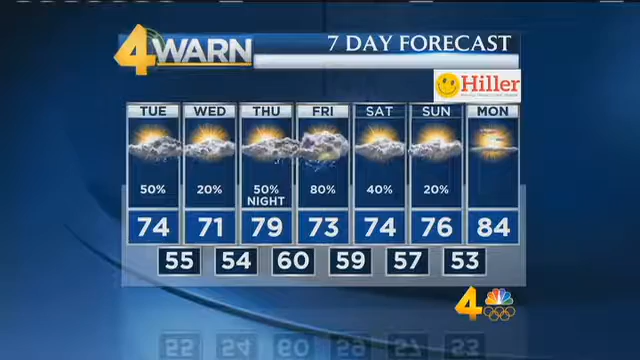 4WARN
7 DAY FORECAST
Hiller
TUE WED THU FRI SAT SUN MON
50% 20% 50% 80% 40% 20%
NIGHT
74 71 79 73 74 76 84
55 54 60 59 57 53
4